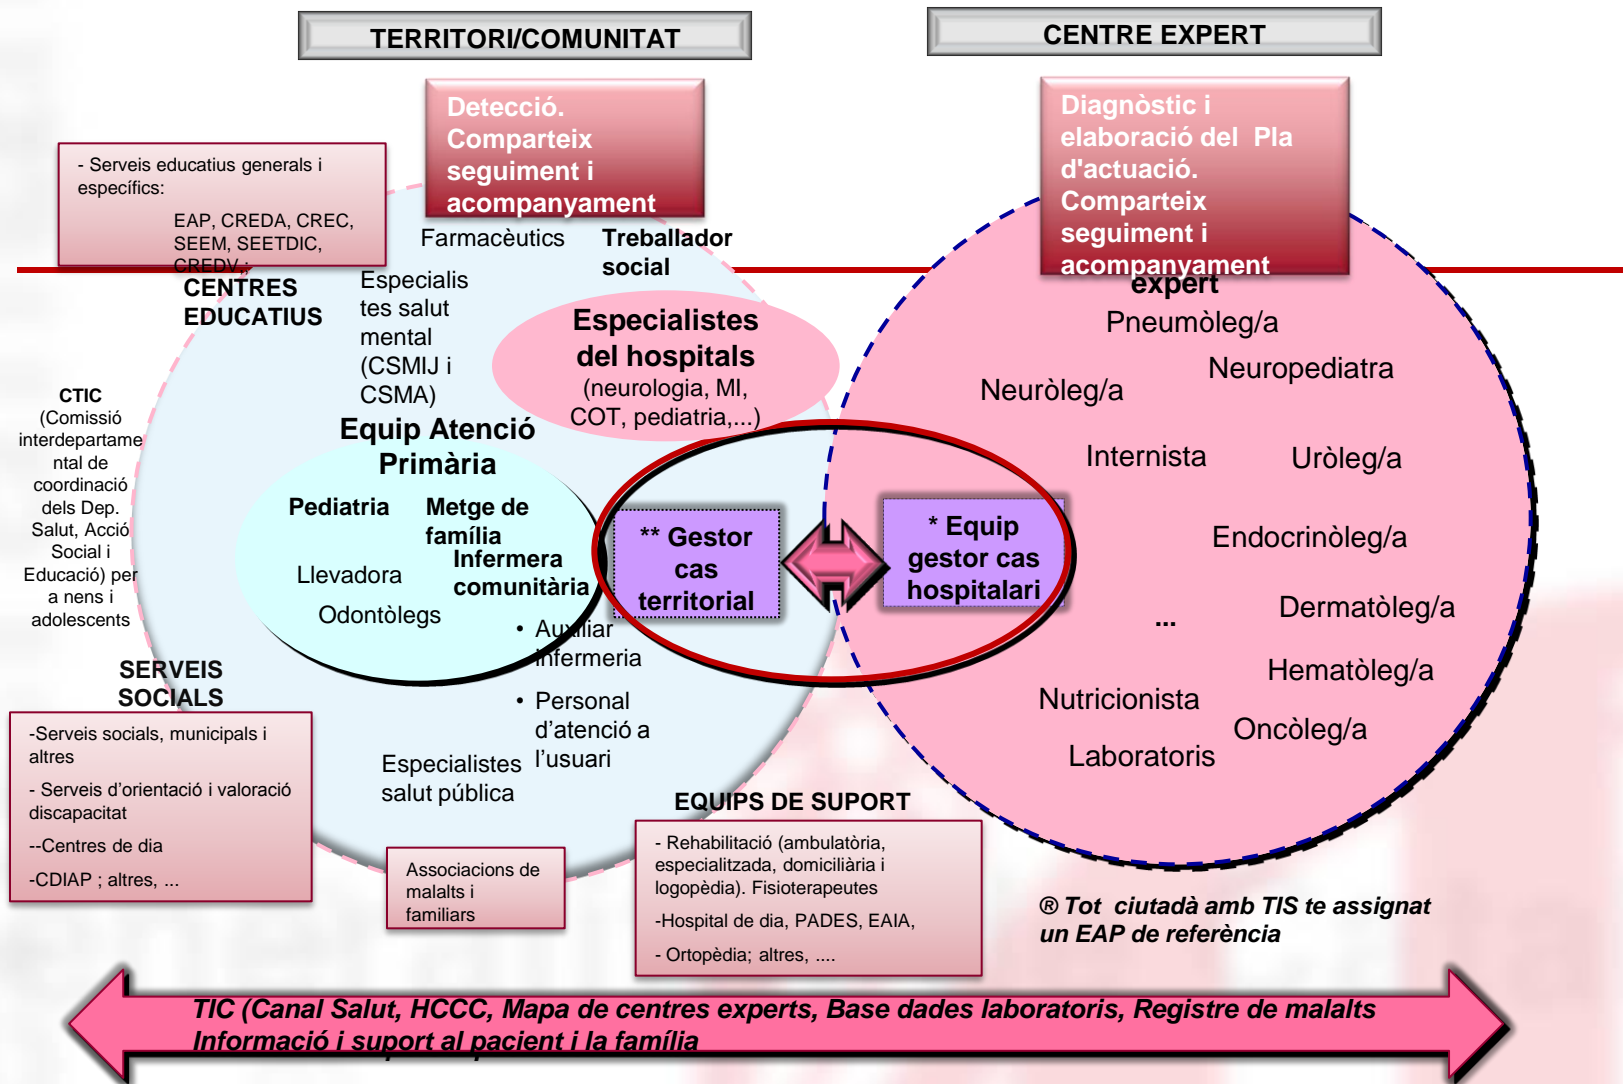 TERRITORI/COMUNITAT
CENTRE EXPERT
Detecció.
Comparteix
seguiment i
acompanyament
Diagnòstic i
elaboració del Pla
d'actuació.
Comparteix
seguiment i
acompanyament
expert
- Serveis educatius generals i
específics:
EAP, CREDA, CREC,
SEEM, SEETDIC,
CREDV ;
CENTRES
EDUCATIUS
Farmacèutics
Treballador
social
Especialis
tes salut
mental
(CSMIJ i
CSMA)
Especialistes
del hospitals
(neurologia, MI,
COT, pediatria,...)
CTIC
(Comissió
interdepartame
ntal de
coordinació
dels Dep.
Salut, Acció
Social i
Educació) per
a nens i
adolescents
Equip Atenció
Primària
Pediatria
Metge de
família
Infermera
comunitària
Llevadora
Odontòlegs
• Auxiliar
infermeria
• Personal
d'atenció a
l'usuari
Especialistes
salut pública
** Gestor
cas
territorial
* Equip
gestor cas
hospitalari
Pneumòleg/a
Neuropediatra
Neuròleg/a
Internista
Uròleg/a
Endocrinòleg/a
Dermatòleg/a
...
Hematòleg/a
Nutricionista
Oncòleg/a
Laboratoris
SERVEIS
SOCIALS
-Serveis socials, municipals i
altres
- Serveis d'orientació i valoració
discapacitat
--Centres de dia
-CDIAP ; altres, ...
Associacions de
malalts i
familiars
EQUIPS DE SUPORT
- Rehabilitació (ambulatòria,
especialitzada, domiciliària i
logopèdia). Fisioterapeutes
-Hospital de dia, PADES, EAIA,
- Ortopèdia; altres, ....
® Tot ciutadà amb TIS te assignat
un EAP de referència
TIC (Canal Salut, HCCC, Mapa de centres experts, Base dades laboratoris, Registre de malalts
Informació i suport al pacient i la família